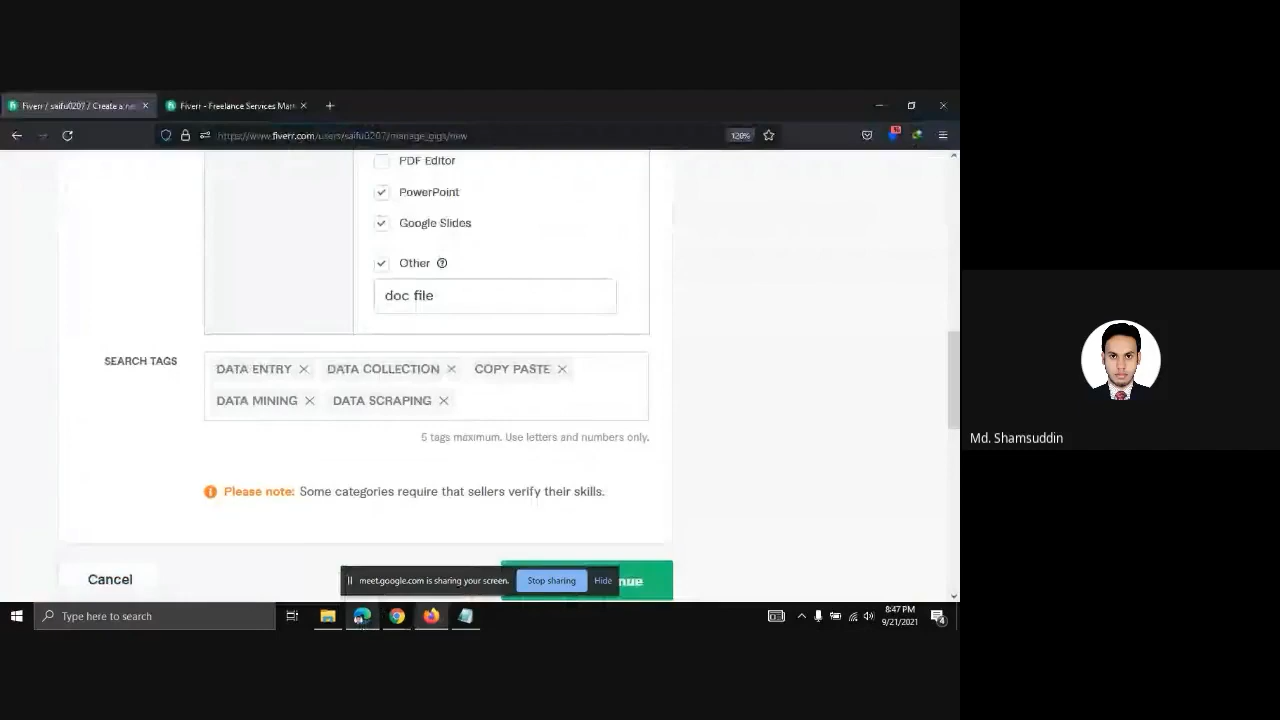 Fiverr / saifu0207 / Create a ne
Fiverr - Freelance Services Mar
https://www.fiverr.com/users/saifu0207/manage_gigs/new
120%
PDF Editor
PowerPoint
Google Slides
Other
doc file
SEARCH TAGS
DATA ENTRY
DATA COLLECTION
COPY PASTE
DATA MINING
DATA SCRAPING
5 tags maximum. Use letters and numbers only.
Please note: Some categories require that sellers verify their skills.
Cancel
meet.google.com is sharing your screen.
Stop sharing
Hide
nue
Type here to search
8:47 PM
9/21/2021
4
Md. Shamsuddin